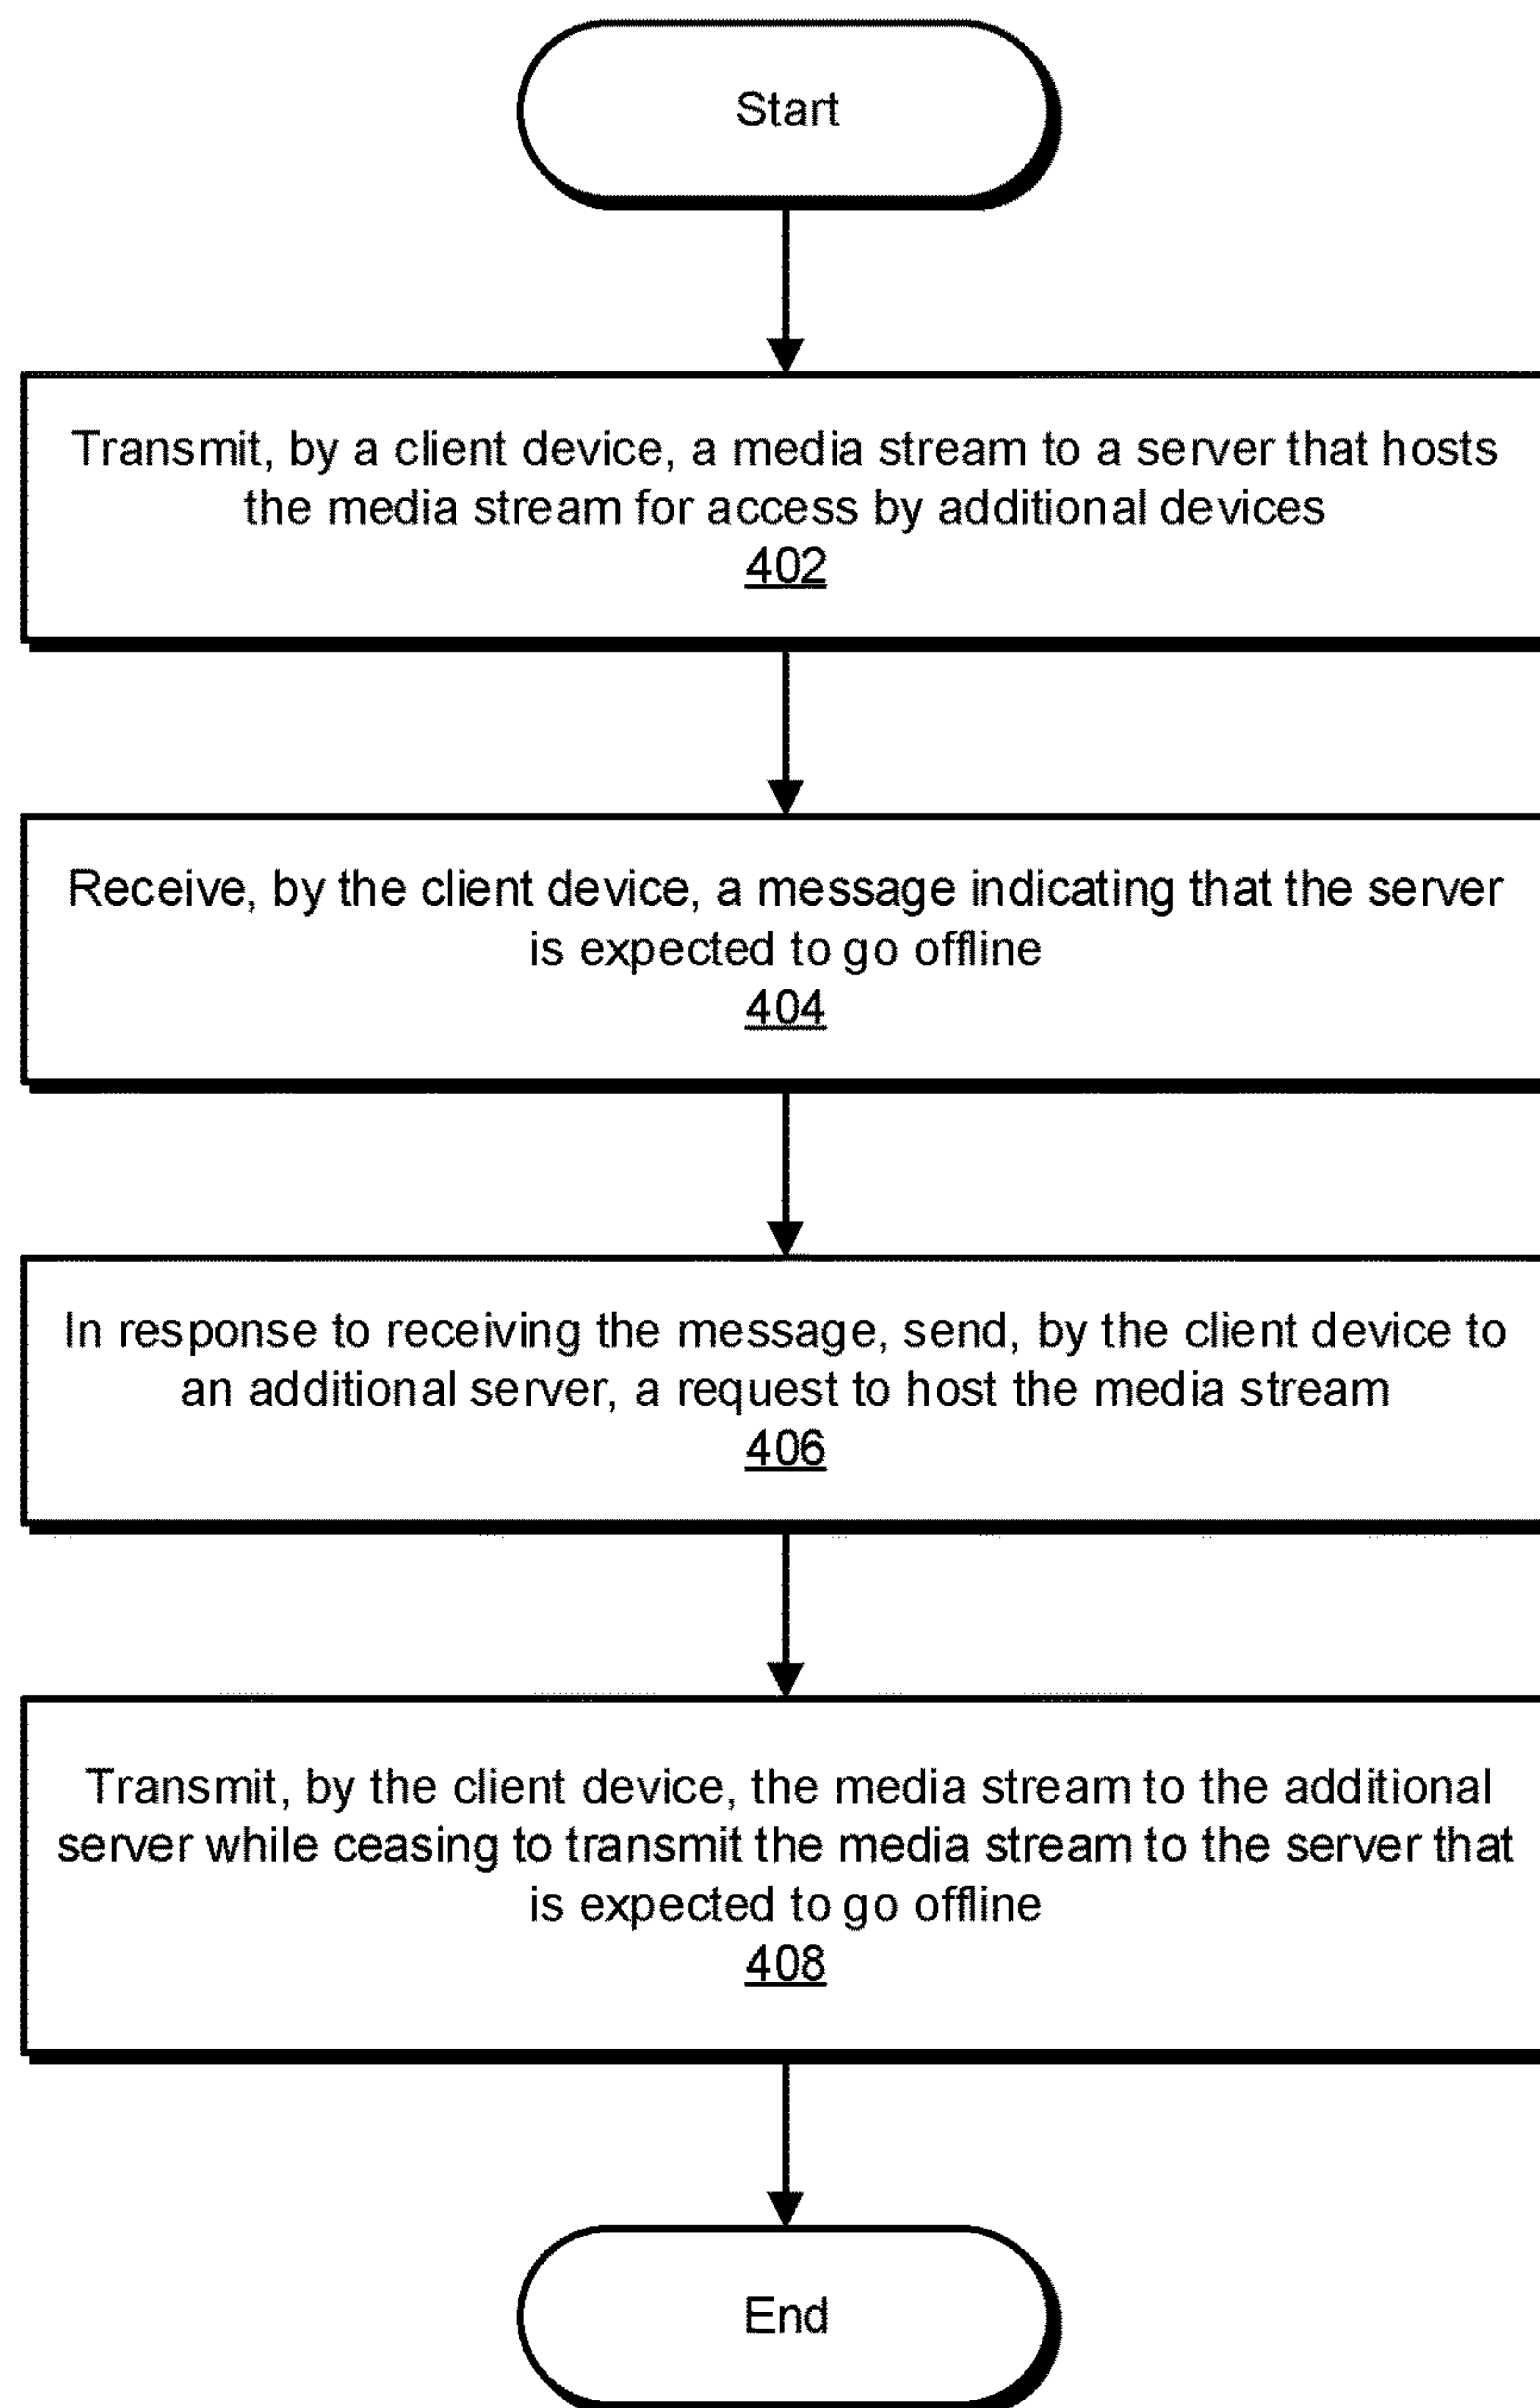 Start
Transmit, by a client device, a media stream to a server that hosts
the media stream for access by additional devices
402
Receive, by the client device, a message indicating that the server
is expected to go offline
404
In response to receiving the message, send, by the client device to
an additional server, a request to host the media stream
406
Transmit, by the client device, the media stream to the additional
server while ceasing to transmit the media stream to the server that
is expected to go offline
408
End